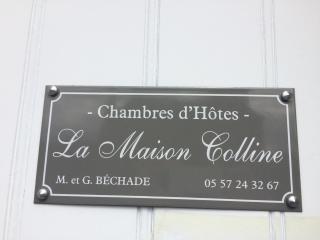 - Chambres d'Hôtes -
La Maison Colline
M. et G. BÉCHADE 05 57 24 32 67